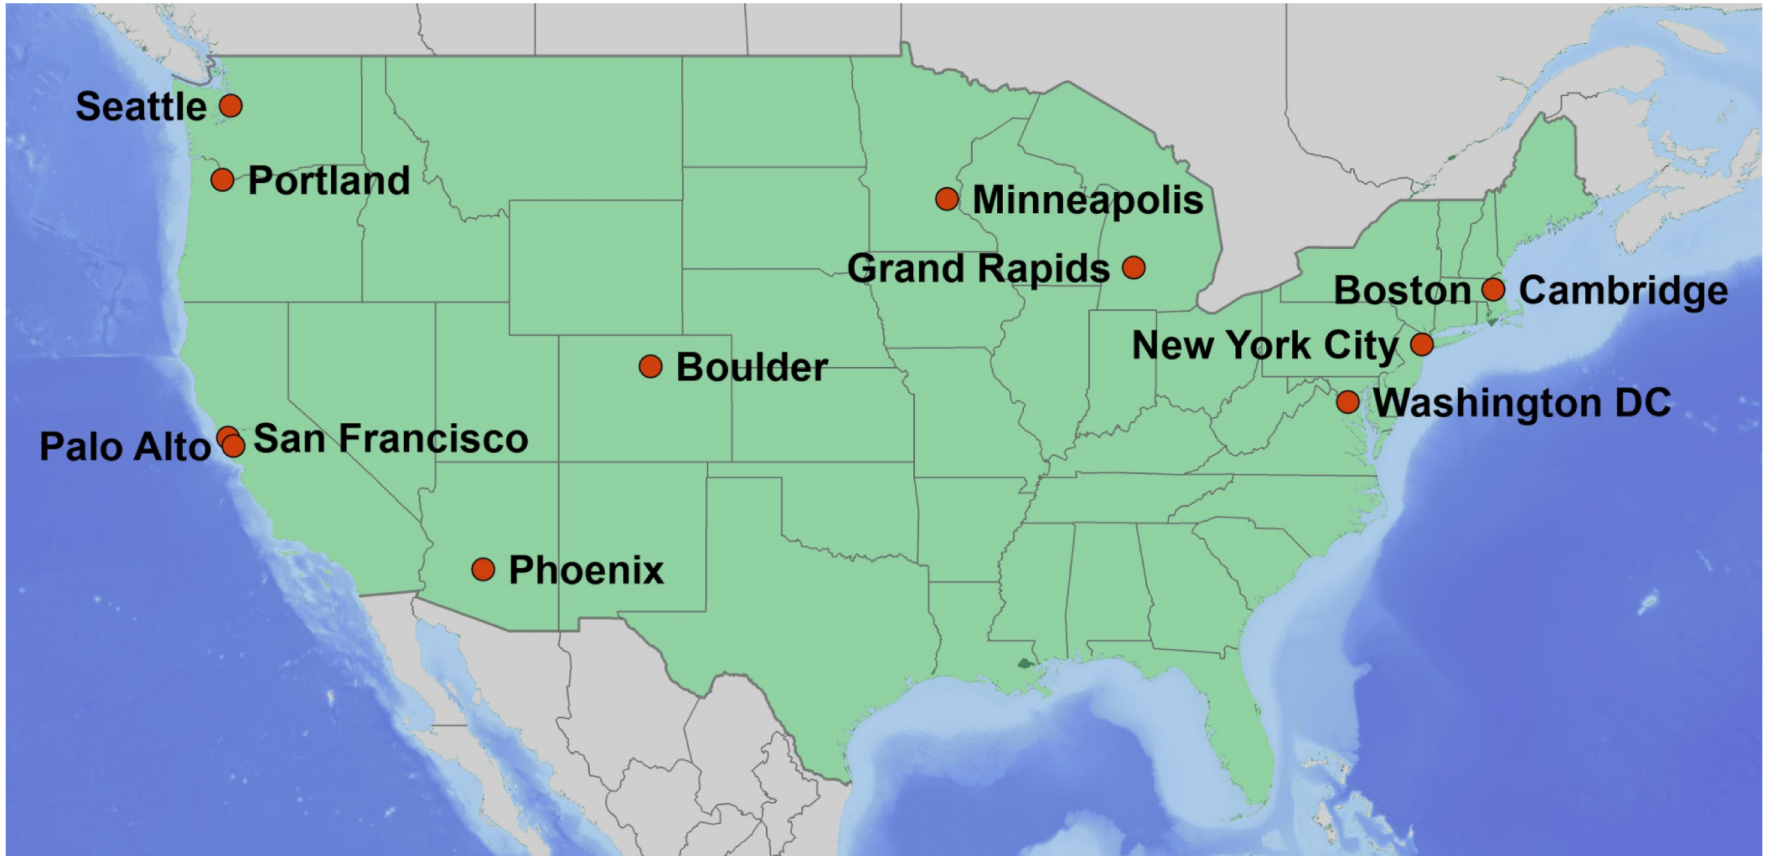 Seattle
Portland
Minneapolis
Grand Rapids
Boston
Cambridge
New York City
Boulder
Washington DC
San Francisco
Palo Alto
Phoenix